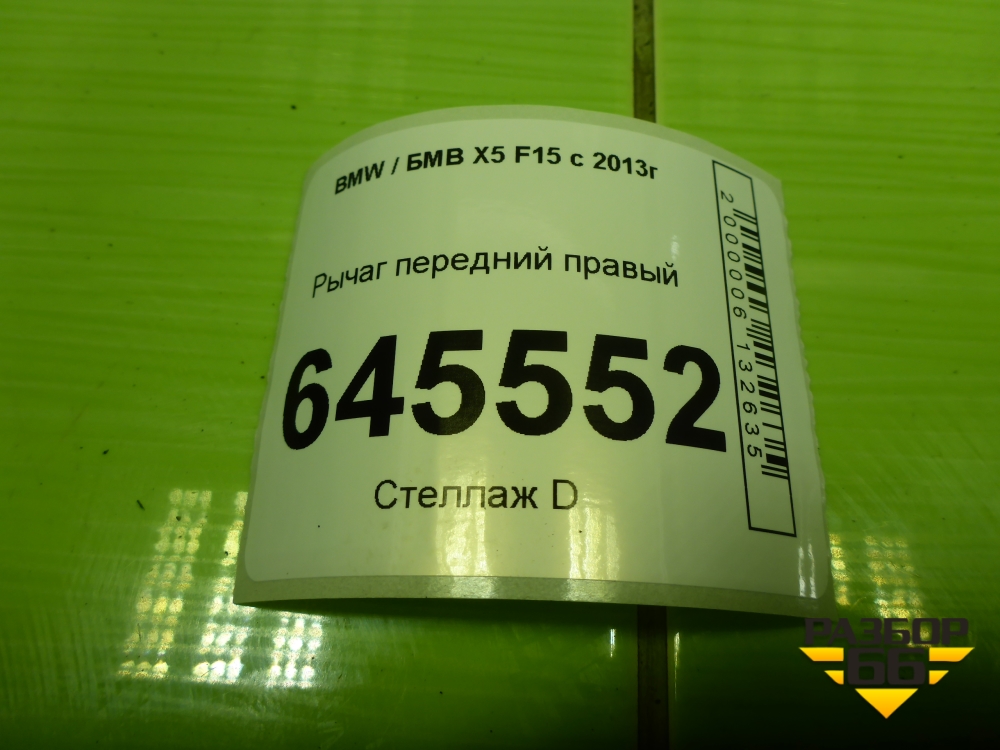 BMW / БМВ X5 F15 с 2013г
Рычаг передний правый
645552
Стеллаж D
2000006132635
РАЗБОР
66